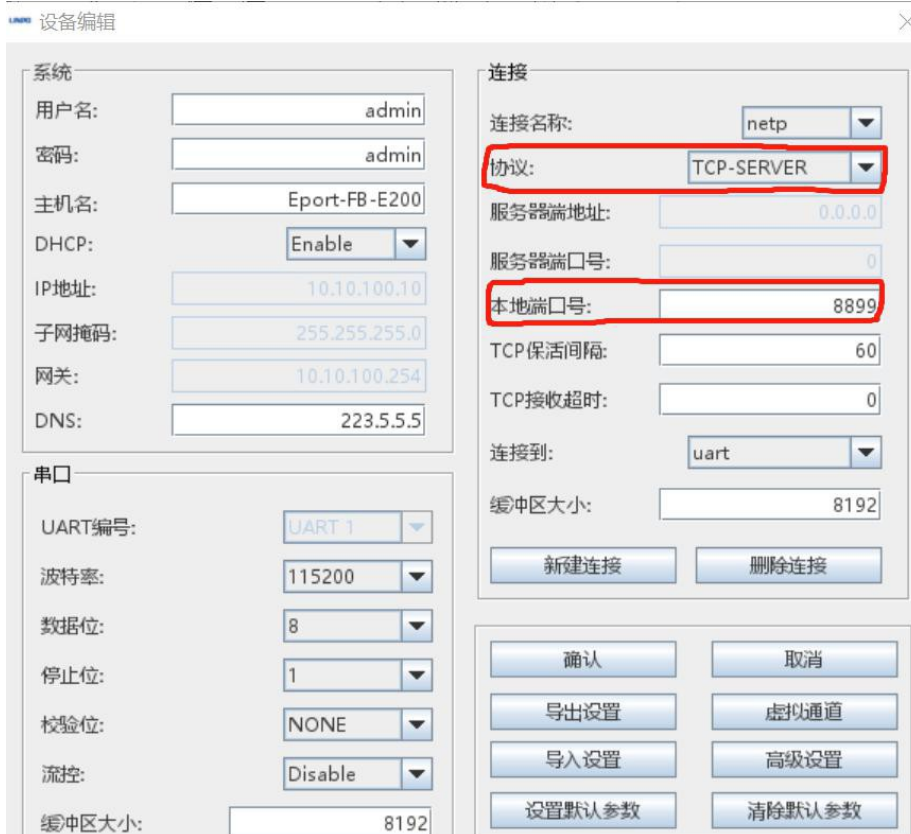 设备编辑
系统
用户名: admin
密码: admin
主机名: Eport-FB-E200
DHCP: Enable
IP地址: 10.10.100.10
子网掩码: 255.255.255.0
网关: 10.10.100.254
DNS: 223.5.5.5
串口
UART编号: UART 1
波特率: 115200
数据位: 8
停止位: 1
校验位: NONE
流控: Disable
缓冲区大小: 8192
连接
连接名称: netp
协议: TCP-SERVER
服务器端地址: 0.0.0.0
服务器端口号: 0
本地端口号: 8899
TCP保活间隔: 60
TCP接收超时: 0
连接到: uart
缓冲区大小: 8192
新建连接 删除连接
确认 取消
导出设置 虚拟通道
导入设置 高级设置
设置默认参数 清除默认参数